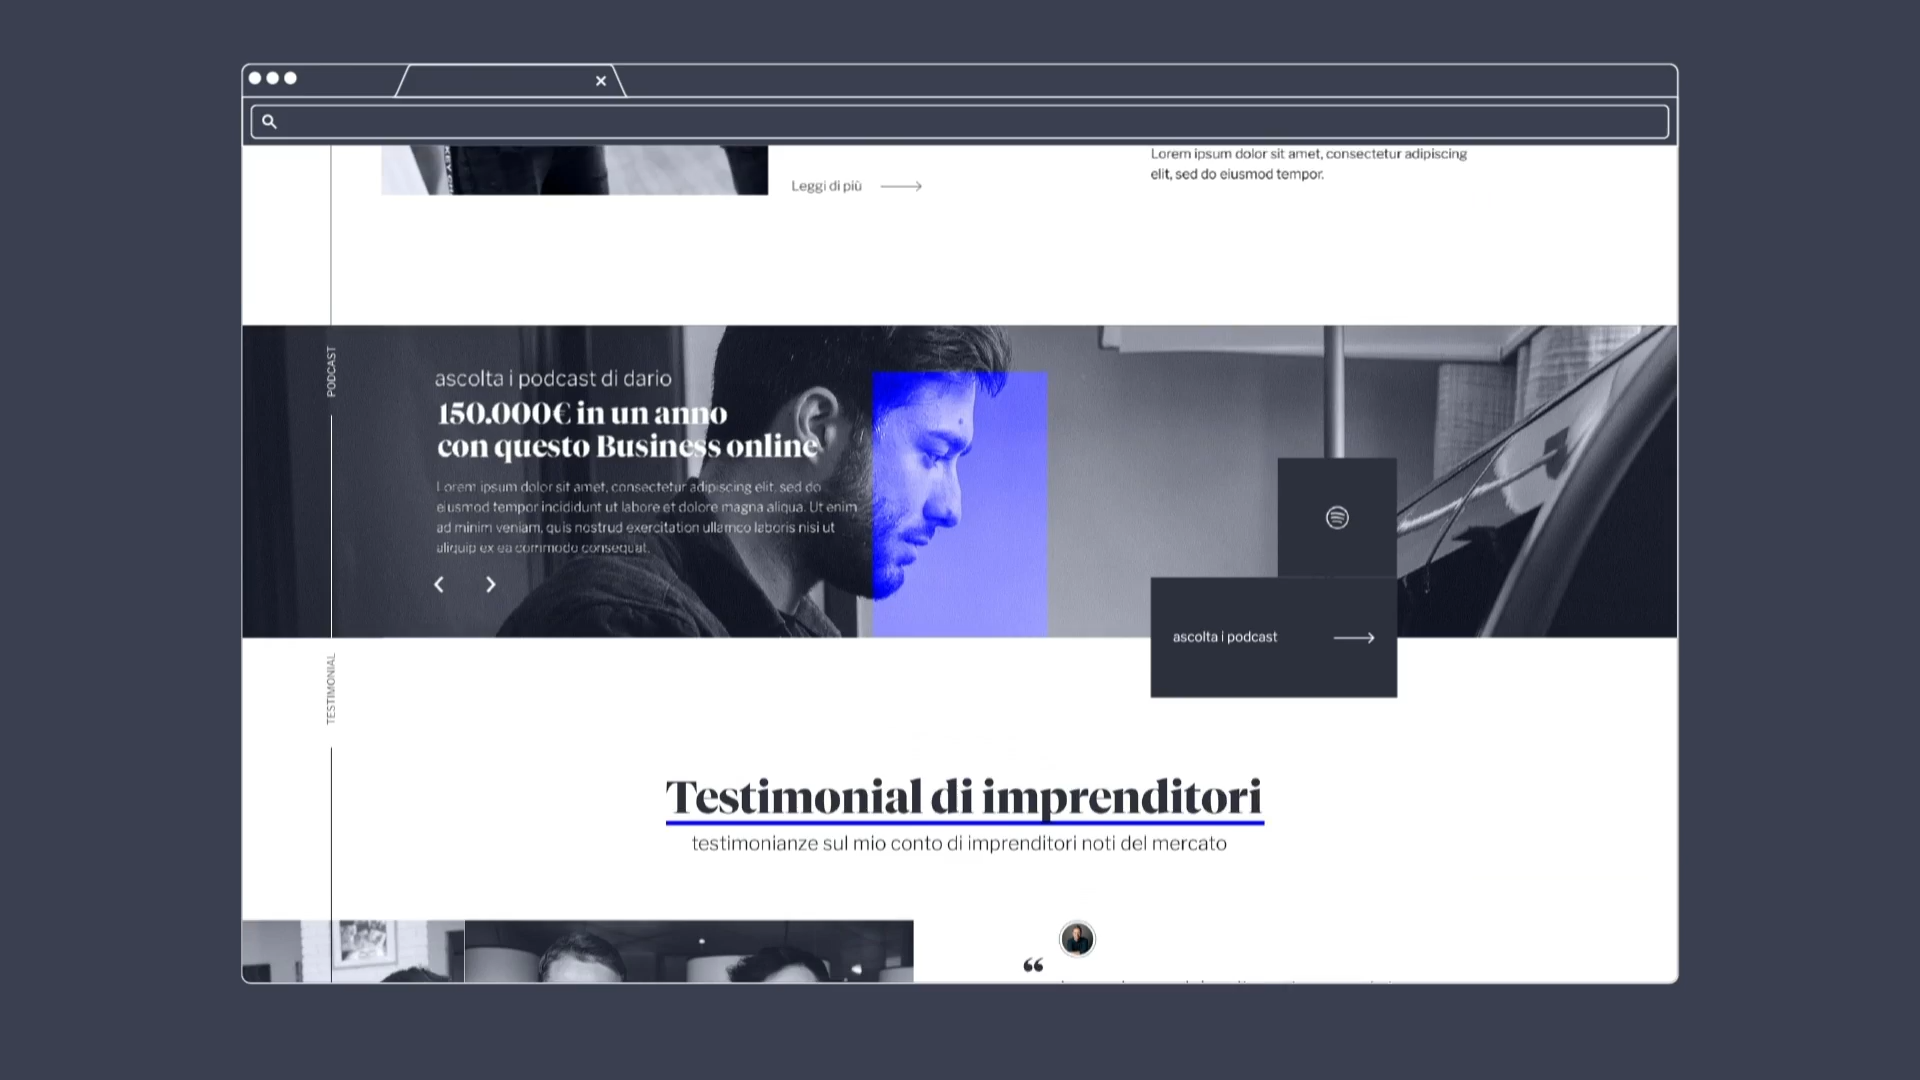 Lorem ipsum dolor sit amet, consectetur adipiscing
elit, sed do eiusmod tempor.
Leggi di più
PODCAST
ascolta i podcast di dario
150.000€ in un anno
con questo Business online
Lorem ipsum dolor sit amet, consectetur adipiscing elit, sed do
eiusmod tempor incididunt ut labore et dolore magna aliqua. Ut enim
ad minim veniam, quis nostrud exercitation ullamco laboris nisi ut
aliquip ex ea commodo consequat.
ascolta i podcast
TESTIMONIAL
Testimonial di imprenditori
testimonianze sul mio conto di imprenditori noti del mercato
“